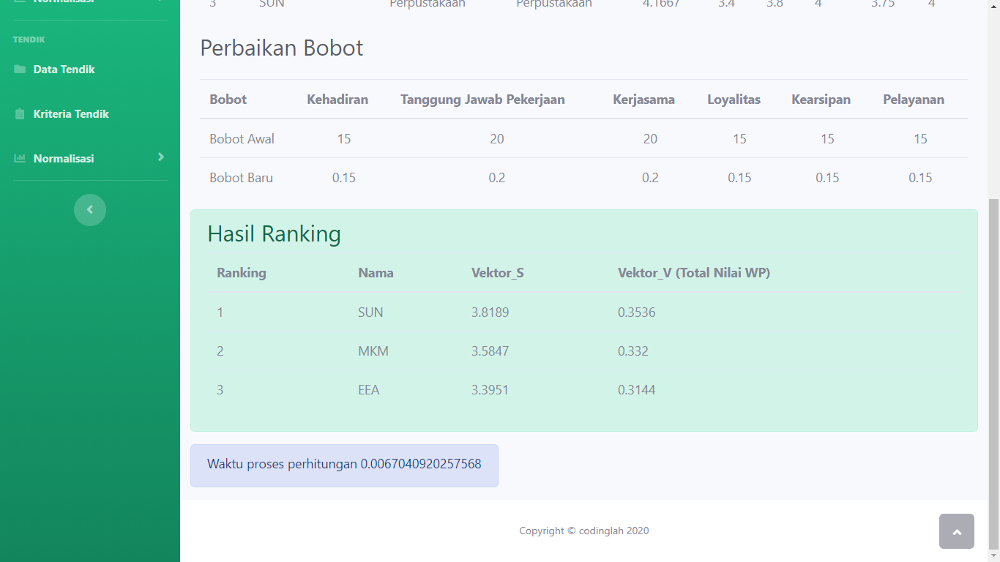 Normalisasi
TENDIK
Data Tendik
Kriteria Tendik
Normalisasi
3 SUN Perpustakaan Perpustakaan 4.1667 3.4 3.8 4 3.75 4
Perbaikan Bobot
Bobot Kehadiran Tanggung Jawab Pekerjaan Kerjasama Loyalitas Kearsipan Pelayanan
Bobot Awal 15 20 20 15 15 15
Bobot Baru 0.15 0.2 0.2 0.15 0.15 0.15
Hasil Ranking
Ranking Nama Vektor_S Vektor_V (Total Nilai WP)
1 SUN 3.8189 0.3536
2 MKM 3.5847 0.332
3 EEA 3.3951 0.3144
Waktu proses perhitungan 0.0067040920257568
Copyright © codinglah 2020